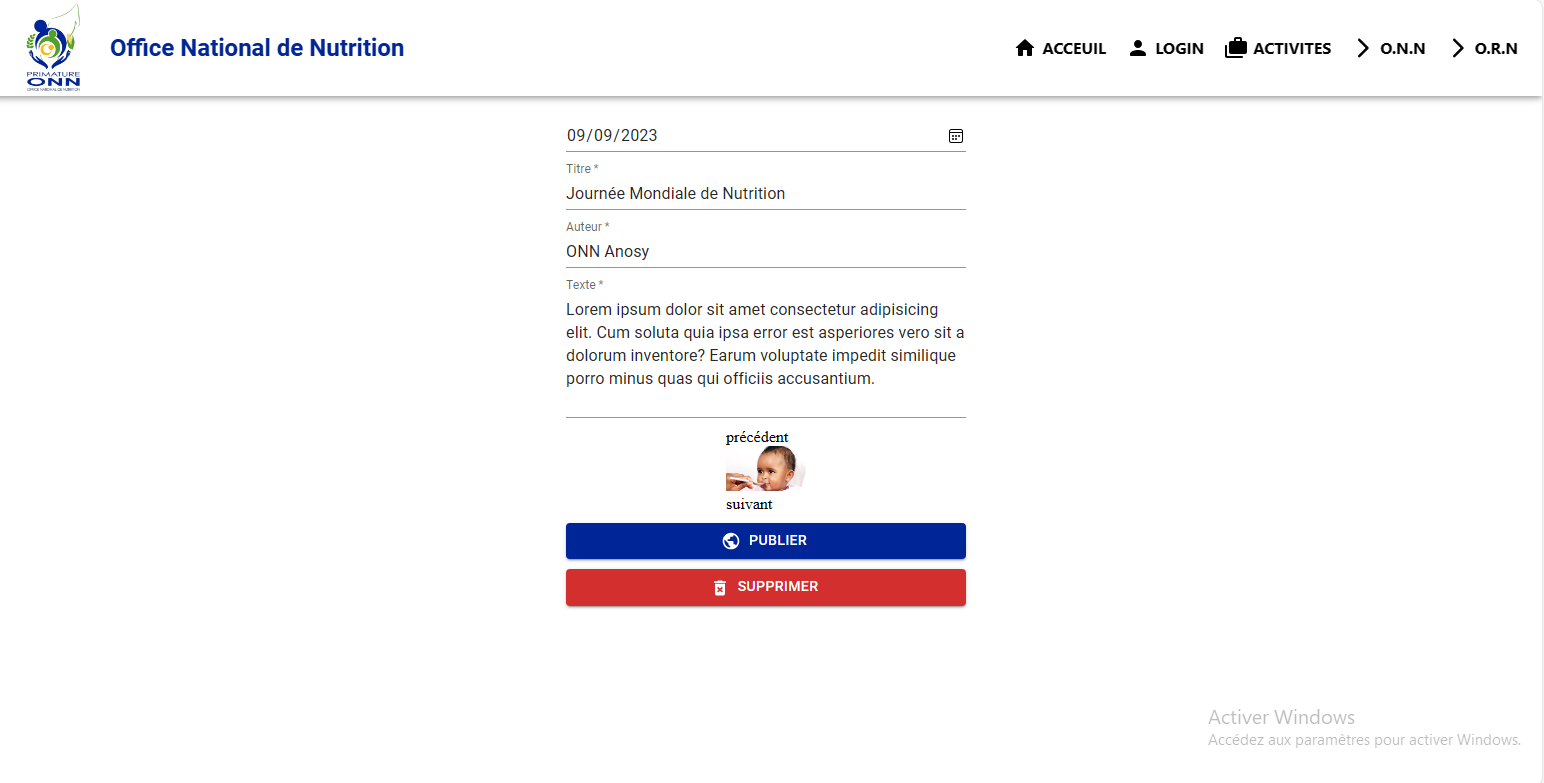 PRIMATURE
ONN
OFFICE NATIONAL DE NUTRITION
Office National de Nutrition
ACCEUIL
LOGIN
ACTIVITES
O.N.N
O.R.N
09/09/2023
Titre *
Journée Mondiale de Nutrition
Auteur *
ONN Anosy
Texte *
Lorem ipsum dolor sit amet consectetur adipisicing
elit. Cum soluta quia ipsa error est asperiores vero sit a
dolorum inventore? Earum voluptate impedit similique
porro minus quas qui officiis accusantium.
précédent
suivant
PUBLIER
SUPPRIMER
Activer Windows
Accédez aux paramètres pour activer Windows.